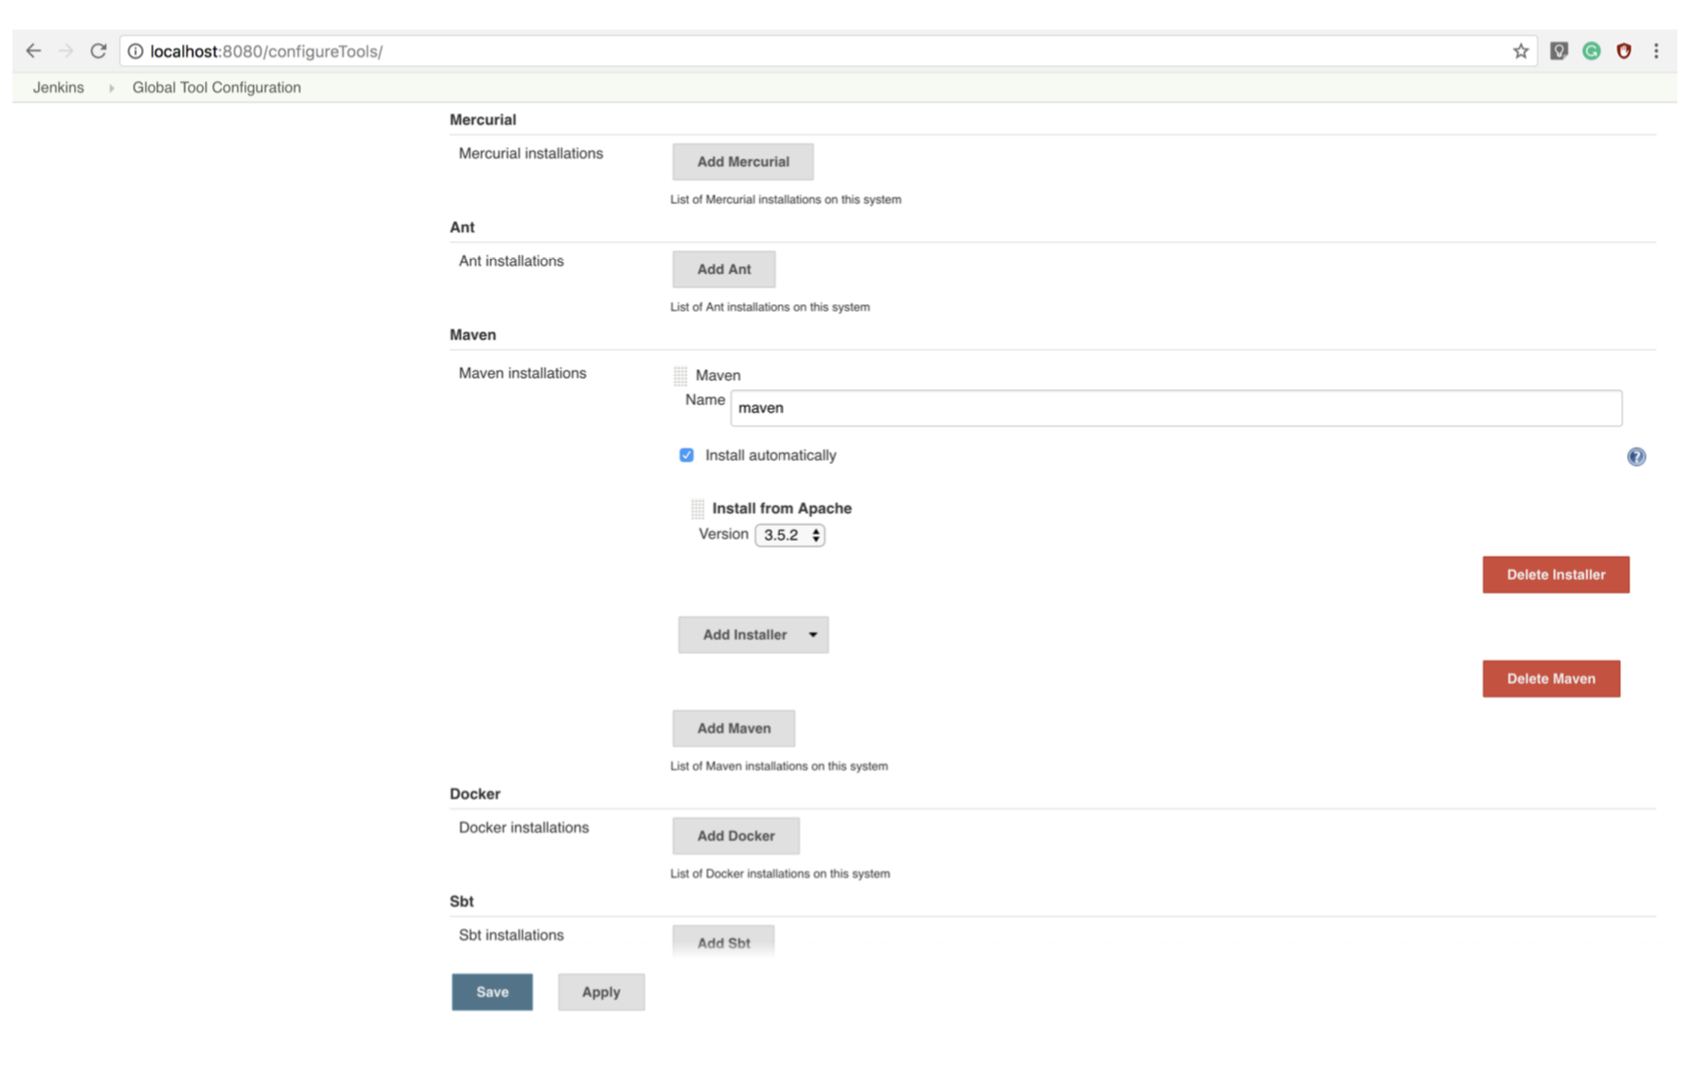 localhost:8080/configureTools/
Jenkins Global Tool Configuration
Mercurial
Mercurial installations
Add Mercurial
List of Mercurial installations on this system
Ant
Ant installations
Add Ant
List of Ant installations on this system
Maven
Maven installations
Maven
Name maven
Install automatically
?
Install from Apache
Version 3.5.2
Delete Installer
Add Installer
Delete Maven
Add Maven
List of Maven installations on this system
Docker
Docker installations
Add Docker
List of Docker installations on this system
Sbt
Sbt installations
Add Sbt
Save Apply